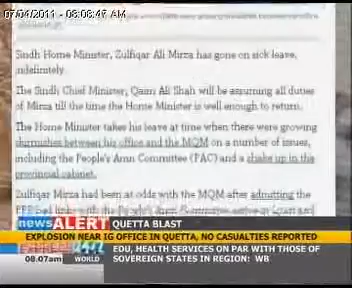 07/04/2011 - 08:08:47 AM
Sindh Home Minister, Zulfiqar Ali Mirza has gone on sick leave,
indefinitely.
The Sindh Chief Minister, Qaim Ali Shah will be assuming all duties
of Mirza till the time the Home Minister is well enough to return.
The Home Minister takes his leave at time when there were growing
skirmishes between his office and the MQM on a number of issues,
including the People's Amn Committee (PAC) and a shake up in the
provincial cabinet.
Zulfiqar Mirza had been at odds with the MQM after admitting the
newsALERT QUETTA BLAST
EXPLOSION NEAR IG OFFICE IN QUETTA, NO CASUALTIES REPORTED
EXPRESS 24/7
EDU, HEALTH SERVICES ON PAR WITH THOSE OF
08.07am WORLD SOVEREIGN STATES IN REGION: WB